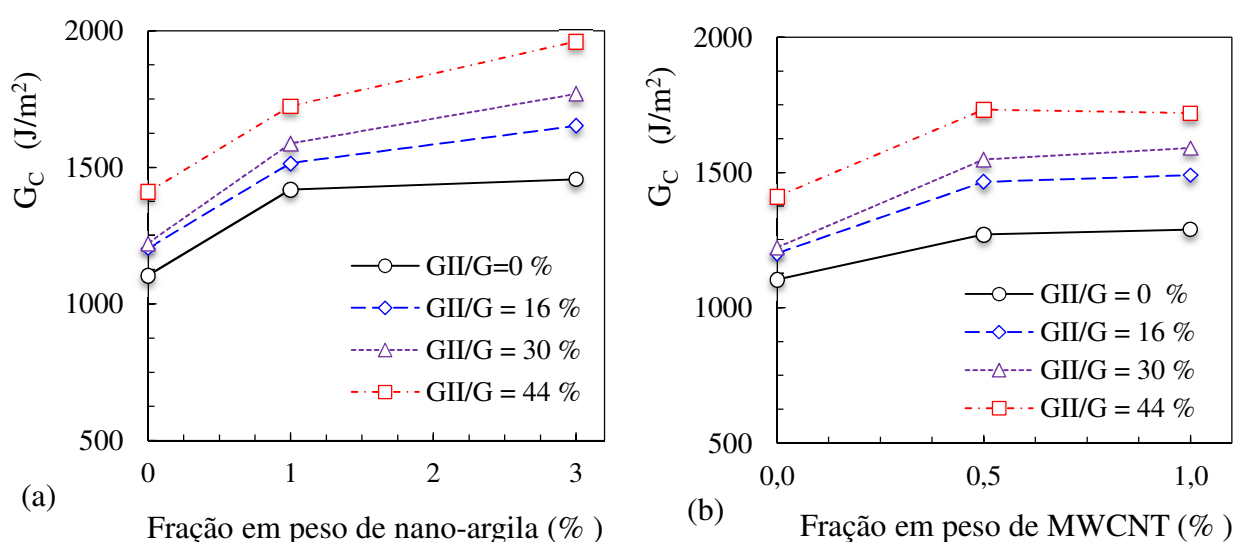 2000
1500
1000
500
G_C (J/m²)
GII/G=0 %
GII/G = 16 %
GII/G = 30 %
GII/G = 44 %
0
1
2
3
(a)
Fração em peso de nano-argila (% )
2000
1500
1000
500
G_C (J/m²)
GII/G = 0 %
GII/G = 16 %
GII/G = 30 %
GII/G = 44 %
0,0
0,5
1,0
(b)
Fração em peso de MWCNT (% )